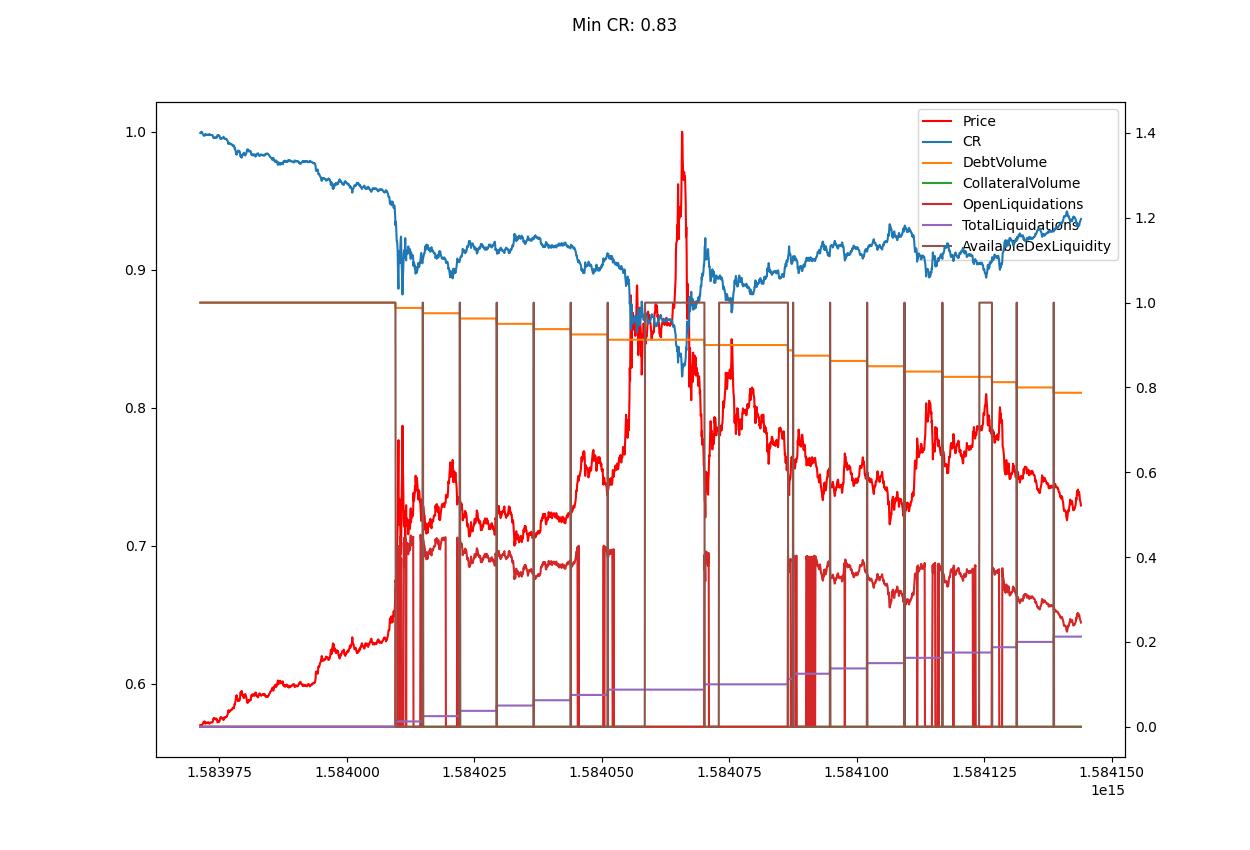 Min CR: 0.83
1.0
0.9
0.8
0.7
0.6
1.4
1.2
1.0
0.8
0.6
0.4
0.2
0.0
Price
CR
DebtVolume
CollateralVolume
OpenLiquidations
TotalLiquidations
AvailableDexLiquidity
1.583975 1.584000 1.584025 1.584050 1.584075 1.584100 1.584125 1.584150
1e15